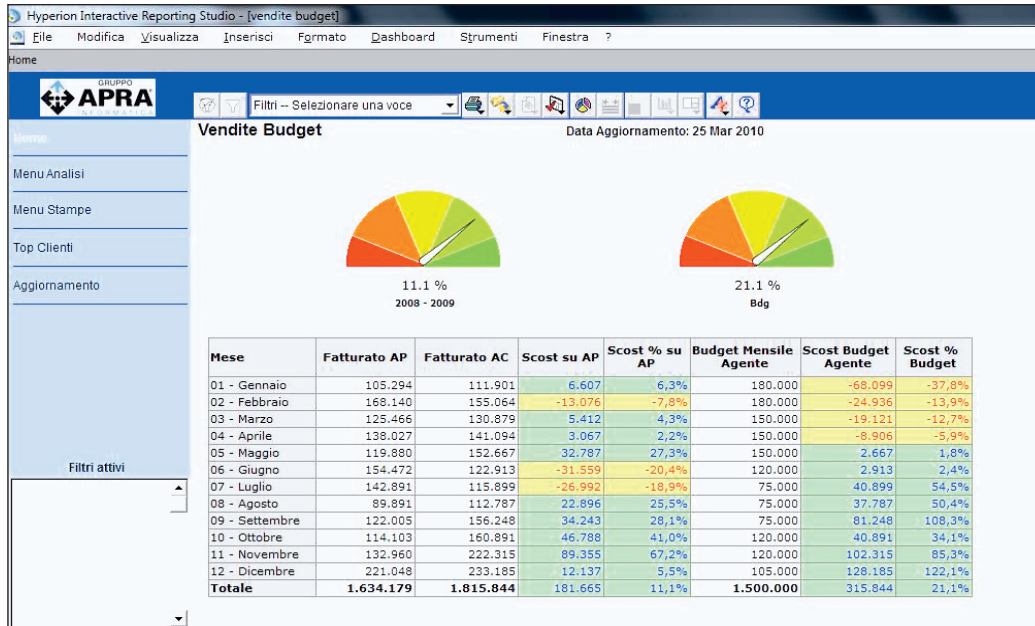 Hyperion Interactive Reporting Studio - [vendite budget]
File Modifica Visualizza Inserisci Formato Dashboard Strumenti Finestra ?
Home
GRUPPO
APRA
INFORMATICA
Filtri -- Selezionare una voce
Home
Menu Analisi
Menu Stampe
Top Clienti
Aggiornamento
Filtri attivi
Vendite Budget Data Aggiornamento: 25 Mar 2010
11.1 % 21.1 %
2008 - 2009 Bdg
Mese Fatturato AP Fatturato AC Scost su AP Scost % su AP Budget Mensile Agente Scost Budget Agente Scost % Budget
01 - Gennaio 105.294 111.901 6.607 6,3% 180.000 -68.099 -37,8%
02 - Febbraio 168.140 155.064 -13.076 -7,8% 180.000 -24.936 -13,9%
03 - Marzo 125.466 130.879 5.412 4,3% 150.000 -19.121 -12,7%
04 - Aprile 138.027 141.094 3.067 2,2% 150.000 -8.906 -5,9%
05 - Maggio 119.880 152.667 32.787 27,3% 150.000 2.667 1,8%
06 - Giugno 154.472 122.913 -31.559 -20,4% 120.000 2.913 2,4%
07 - Luglio 142.891 115.899 -26.992 -18,9% 75.000 40.899 54,5%
08 - Agosto 89.891 112.787 22.896 25,5% 75.000 37.787 50,4%
09 - Settembre 122.005 156.248 34.243 28,1% 75.000 81.248 108,3%
10 - Ottobre 114.103 160.891 46.788 41,0% 120.000 40.891 34,1%
11 - Novembre 132.960 222.315 89.355 67,2% 120.000 102.315 85,3%
12 - Dicembre 221.048 233.185 12.137 5,5% 105.000 128.185 122,1%
Totale 1.634.179 1.815.844 181.665 11,1% 1.500.000 315.844 21,1%